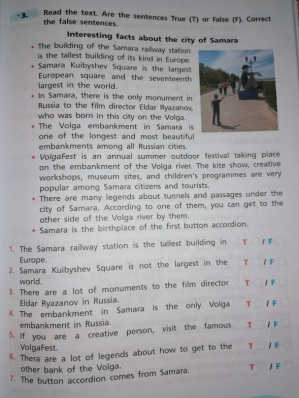 *3. Read the text. Are the sentences True (T) or False (F). Correct
the false sentences.
Interesting facts about the city of Samara
• The building of the Samara railway station
is the tallest building of its kind in Europe.
• Samara Kuibyshev Square is the largest
European square and the seventeenth
largest in the world.
• In Samara, there is the only monument in
Russia to the film director Eldar Ryazanov,
who was born in this city on the Volga.
• The Volga embankment in Samara is
one of the longest and most beautiful
embankments among all Russian cities.
• VolgaFest is an annual summer outdoor festival taking place
on the embankment of the Volga river. The kite show, creative
workshops, museum sites, and children's programmes are very
popular among Samara citizens and tourists.
• There are many legends about tunnels and passages under the
city of Samara. According to one of them, you can get to the
other side of the Volga river by them.
• Samara is the birthplace of the first button accordion.
1. The Samara railway station is the tallest building in T / F
Europe.
2. Samara Kuibyshev Square is not the largest in the T / F
world.
3. There are a lot of monuments to the film director T / F
Eldar Ryazanov in Russia.
4. The embankment in Samara is the only Volga T / F
embankment in Russia.
5. If you are a creative person, visit the famous T / F
VolgaFest.
6. Thera are a lot of legends about how to get to the T / F
other bank of the Volga.
7. The button accordion comes from Samara. T / F